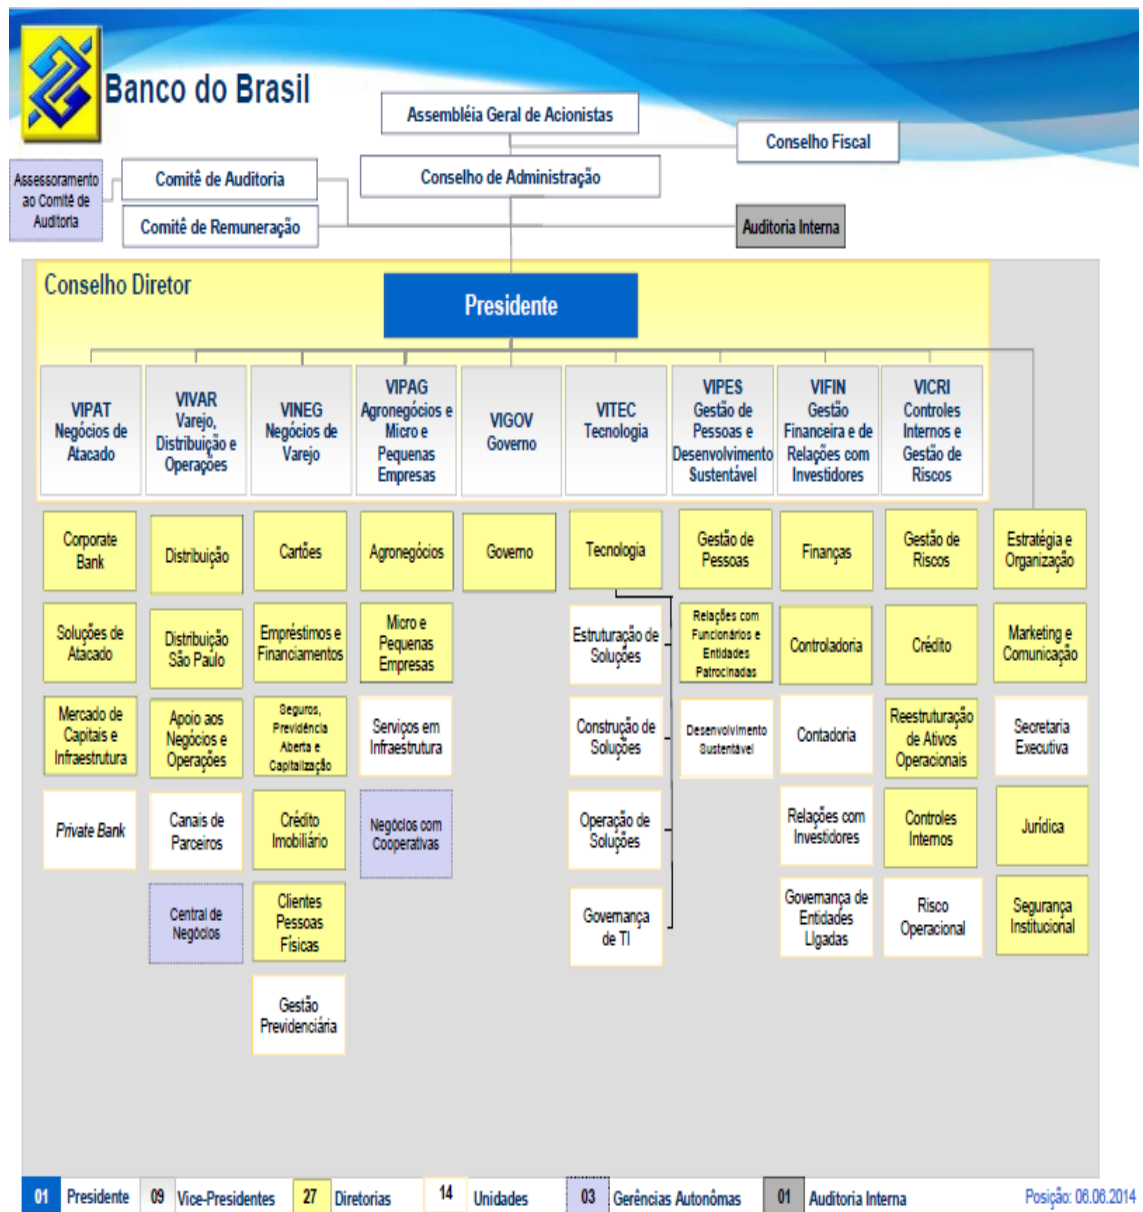 Banco do Brasil
Assembléia Geral de Acionistas
Conselho Fiscal
Assessoramento
ao Comitê de
Auditoria
Comitê de Auditoria
Conselho de Administração
Comitê de Remuneração
Auditoria Interna
Conselho Diretor
Presidente
VIPAT
Negócios de
Atacado
VIVAR
Varejo,
Distribuição e
Operações
VINEG
Negócios de
Varejo
VIPAG
Agronegócios e
Micro e
Pequenas
Empresas
VIGOV
Governo
VITEC
Tecnologia
VIPES
Gestão de
Pessoas e
Desenvolvimento
Sustentável
VIFIN
Gestão
Financeira e de
Relações com
Investidores
VICRI
Controles
Internos e
Gestão de
Riscos
Corporate
Bank
Distribuição
Cartões
Agronegócios
Governo
Tecnologia
Gestão de
Pessoas
Finanças
Gestão de
Riscos
Estratégia e
Organização
Soluções de
Atacado
Distribuição
São Paulo
Empréstimos e
Financiamentos
Micro e
Pequenas
Empresas
Estruturação de
Soluções
Relações com
Funcionários e
Entidades
Patrocinadas
Controladoria
Crédito
Marketing e
Comunicação
Mercado de
Capitais e
Infraestrutura
Apoio aos
Negócios e
Operações
Seguros,
Previdência
Aberta e
Capitalização
Serviços em
Infraestrutura
Construção de
Soluções
Desenvolvimento
Sustentável
Contadoria
Reestruturação
de Ativos
Operacionais
Secretaria
Executiva
Private Bank
Canais de
Parceiros
Crédito
Imobiliário
Negócios com
Cooperativas
Operação de
Soluções
Relações com
Investidores
Controles
Internos
Jurídica
Central de
Negócios
Clientes
Pessoas
Físicas
Governança
de TI
Governança de
Entidades
LIgadas
Risco
Operacional
Segurança
Institucional
Gestão
Previdenciária
01 Presidente 09 Vice-Presidentes 27 Diretorias 14 Unidades 03 Gerências Autonômas 01 Auditoria Interna Posição: 06.06.2014